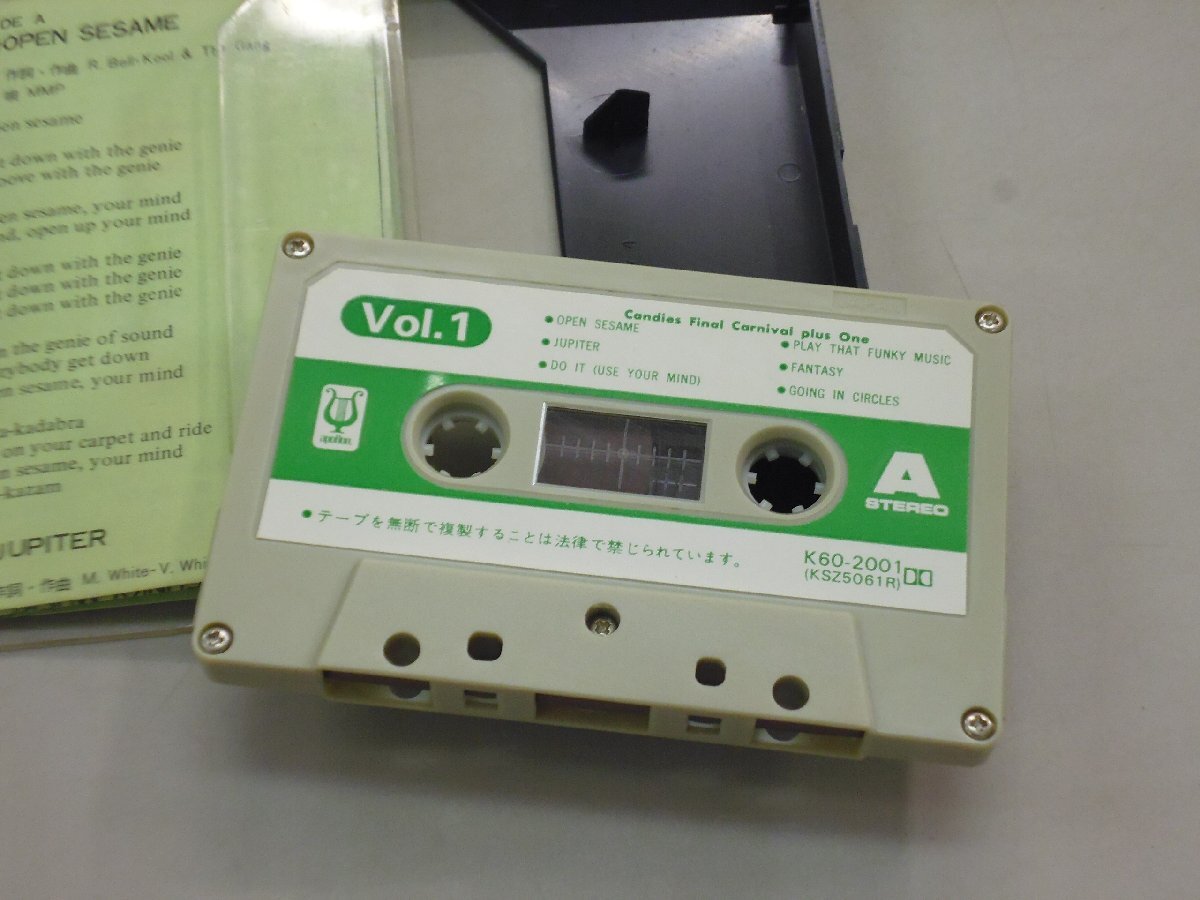 DE A
OPEN SESAME
作詞・作曲 R. Bell-Kool & The Gang
唄 MMP
en sesame
t down with the genie
oove with the genie
en sesame, your mind
nd, open up your mind
t down with the genie
t down with the genie
t down with the genie
n the genie of sound
rybody get down
n sesame, your mind
a-kadabra
on your carpet and ride
n sesame, your mind
-kazam
JUPITER
作詞・作曲 M. White-V. Whi
Vol.1
Candies Final Carnival plus One
● OPEN SESAME
● JUPITER
● DO IT (USE YOUR MIND)
● PLAY THAT FUNKY MUSIC
● FANTASY
● GOING IN CIRCLES
apollon
A
STEREO
● テープを無断で複製することは法律で禁じられています。
K60-2001
(KSZ5061R)